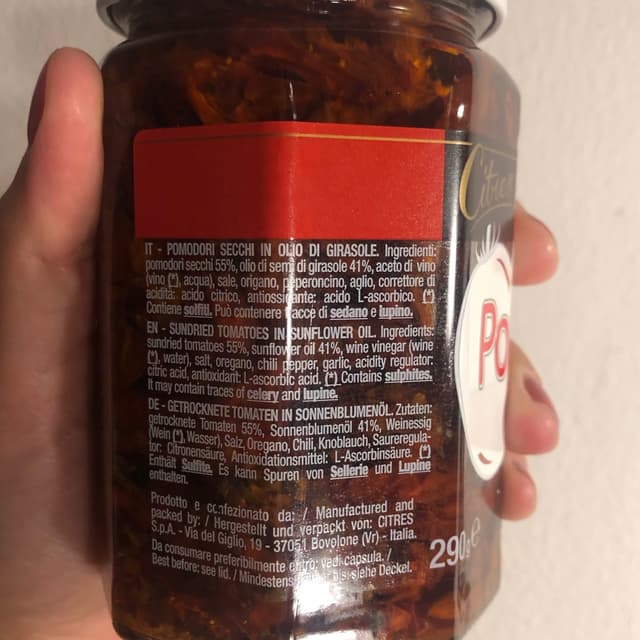 IT - POMODORI SECCHI IN OLIO DI GIRASOLE. Ingredienti:
pomodori secchi 55%, olio di semi di girasole 41%, aceto di vino
(vino (*), acqua), sale, origano, peperoncino, aglio, correttore di
acidità: acido citrico, antiossidante: acido L-ascorbico. (*)
Contiene solfiti. Può contenere tracce di sedano e lupino.
EN - SUNDRIED TOMATOES IN SUNFLOWER OIL. Ingredients:
sundried tomatoes 55%, sunflower oil 41%, wine vinegar (wine
(*), water), salt, oregano, chili pepper, garlic, acidity regulator:
citric acid, antioxidant: L-ascorbic acid. (*) Contains sulphites.
It may contain traces of celery and lupine.
DE - GETROCKNETE TOMATEN IN SONNENBLUMENÖL. Zutaten:
getrocknete Tomaten 55%, Sonnenblumenöl 41%, Weinessig
(Wein (*), Wasser), Salz, Oregano, Chili, Knoblauch, Saureregula-
tor: Citronensäure, Antioxidationsmittel: L-Ascorbinsäure. (*)
Enthält Sulfite. Es kann Spuren von Sellerie und Lupine
enthalten.
Prodotto e confezionato da: / Manufactured and
packed by: / Hergestellt und verpackt von: CITRES
S.p.A. - Via del Giglio, 19 - 37051 Bovolone (Vr) - Italia.
Da consumare preferibilmente entro: vedi capsula. /
Best before: see lid. / Mindestens bis: siehe Deckel.
290 g e
Citres
Po